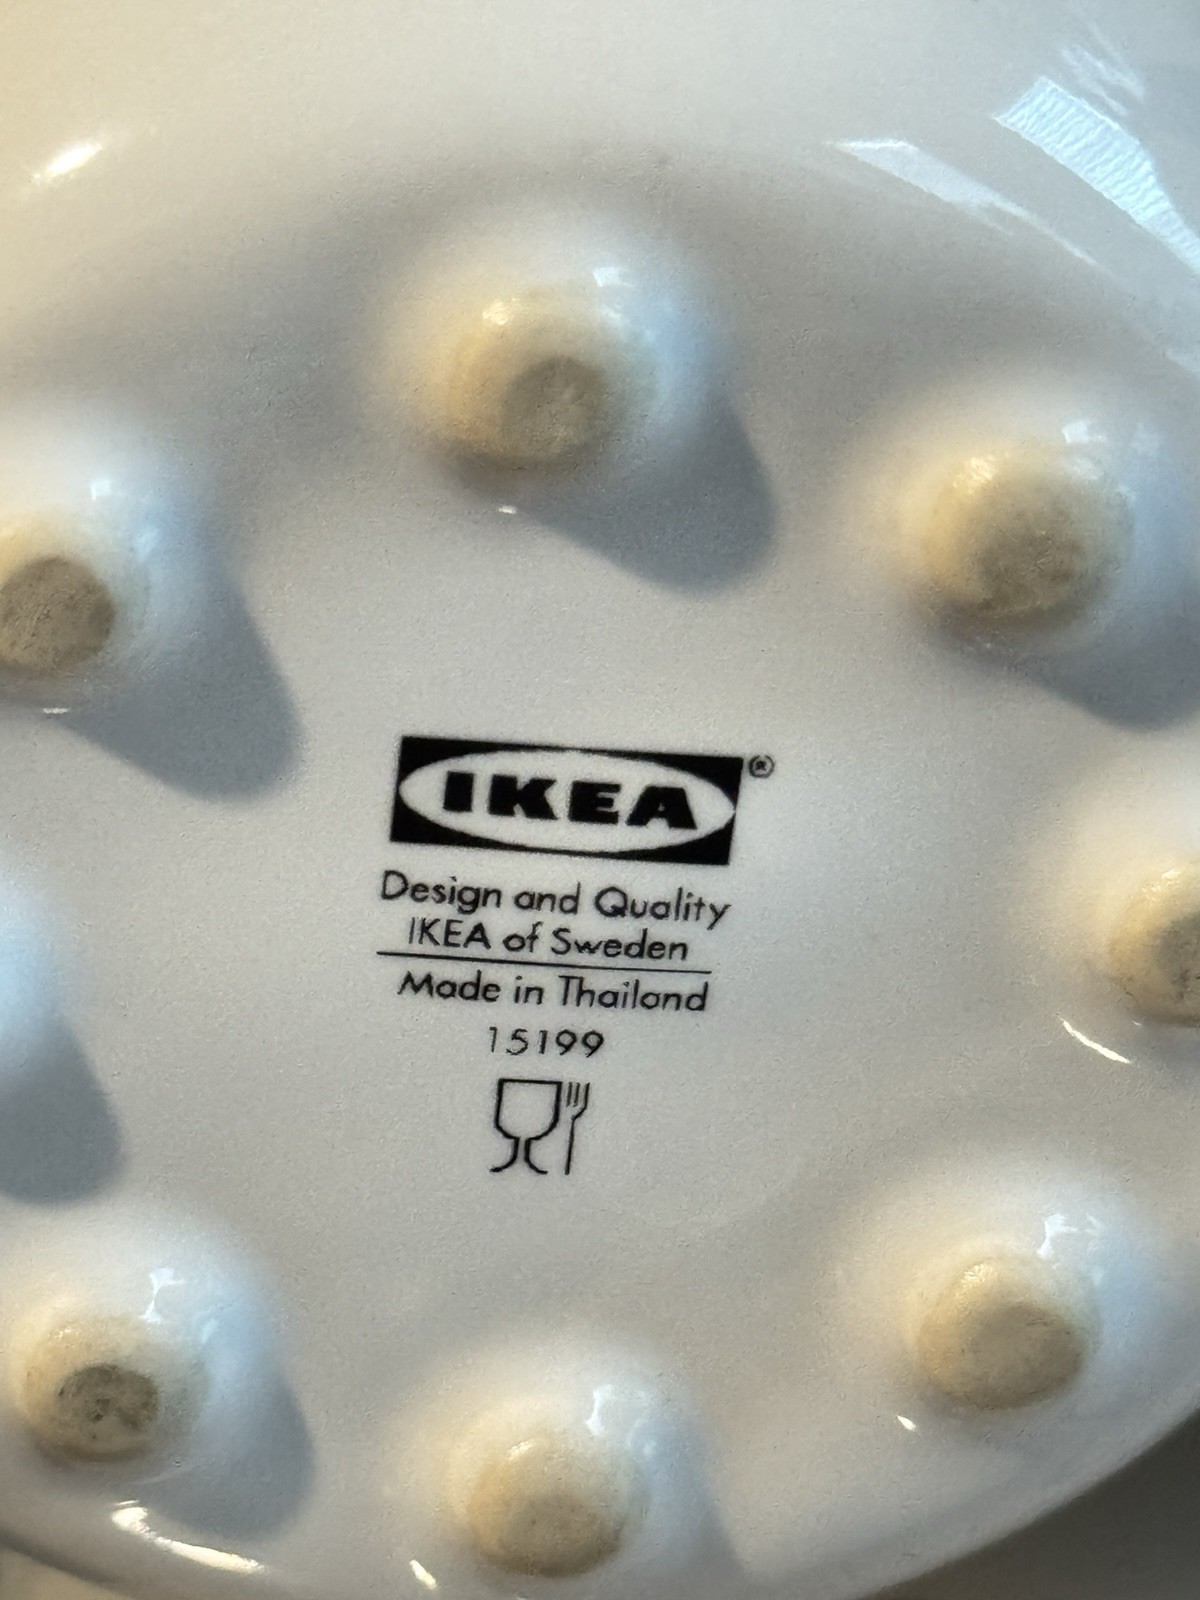 IKEA®
Design and Quality
IKEA of Sweden
Made in Thailand
15199